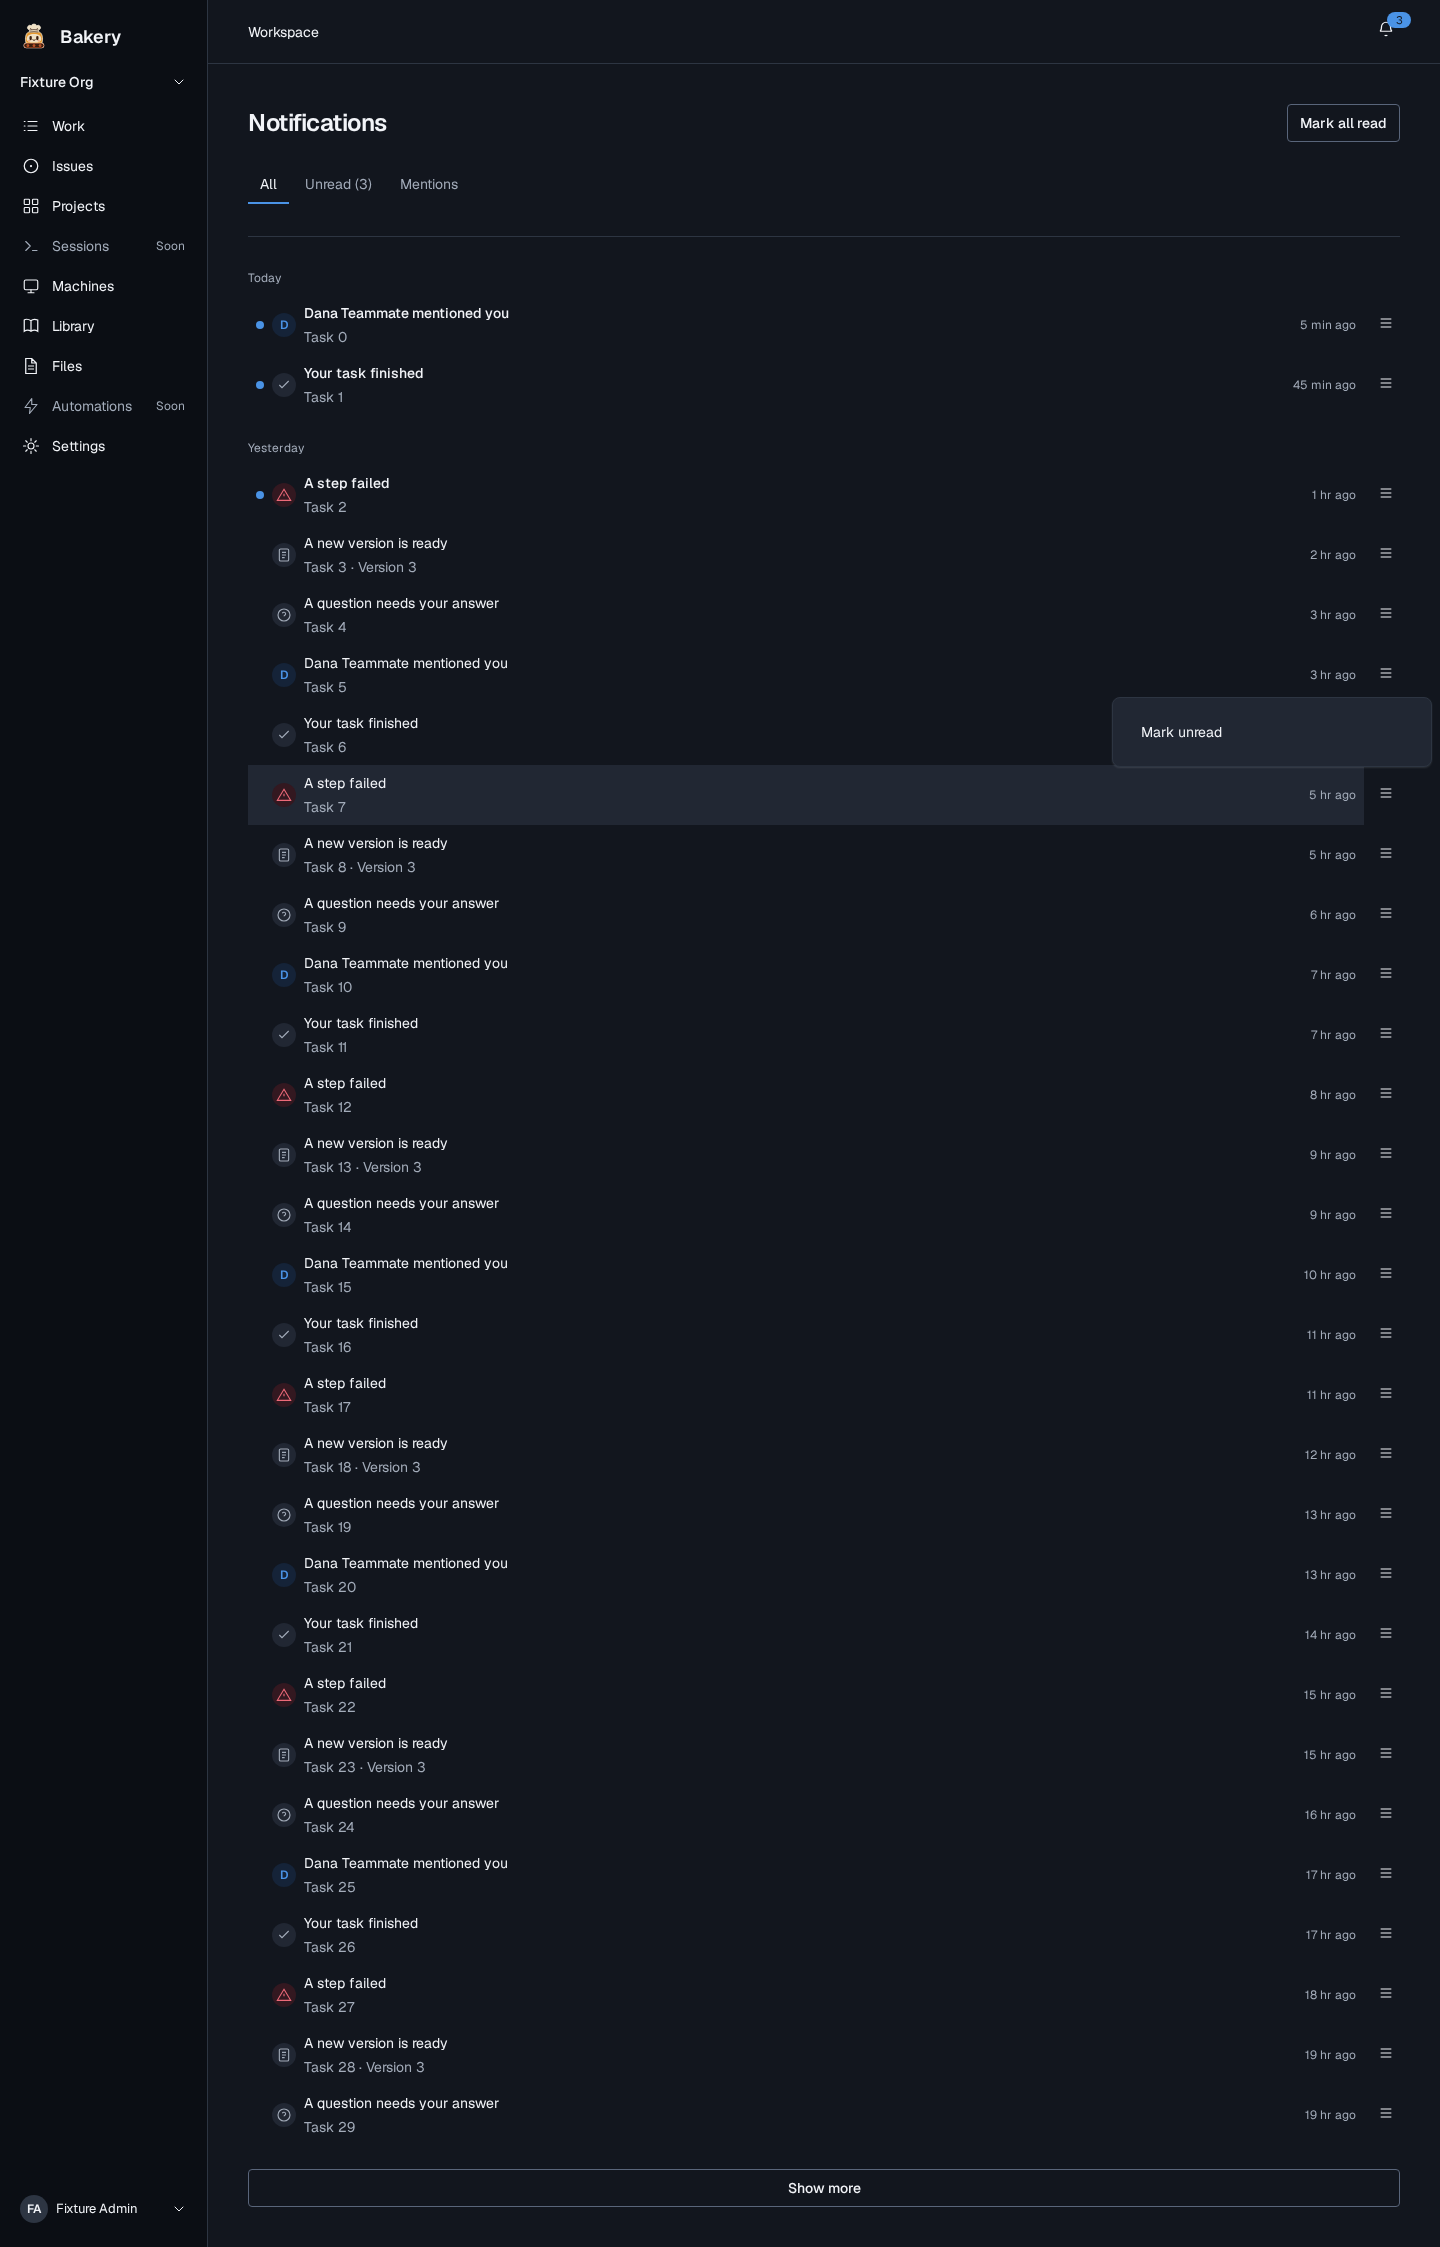 Bakery
Fixture Org
Work
Issues
Projects
Sessions Soon
Machines
Library
Files
Automations Soon
Settings
FA Fixture Admin
Workspace
3
Notifications
Mark all read
All Unread (3) Mentions
Today
D Dana Teammate mentioned you
Task 0
5 min ago
Your task finished
Task 1
45 min ago
Yesterday
A step failed
Task 2
1 hr ago
A new version is ready
Task 3 · Version 3
2 hr ago
A question needs your answer
Task 4
3 hr ago
D Dana Teammate mentioned you
Task 5
3 hr ago
Your task finished
Task 6
Mark unread
A step failed
Task 7
5 hr ago
A new version is ready
Task 8 · Version 3
5 hr ago
A question needs your answer
Task 9
6 hr ago
D Dana Teammate mentioned you
Task 10
7 hr ago
Your task finished
Task 11
7 hr ago
A step failed
Task 12
8 hr ago
A new version is ready
Task 13 · Version 3
9 hr ago
A question needs your answer
Task 14
9 hr ago
D Dana Teammate mentioned you
Task 15
10 hr ago
Your task finished
Task 16
11 hr ago
A step failed
Task 17
11 hr ago
A new version is ready
Task 18 · Version 3
12 hr ago
A question needs your answer
Task 19
13 hr ago
D Dana Teammate mentioned you
Task 20
13 hr ago
Your task finished
Task 21
14 hr ago
A step failed
Task 22
15 hr ago
A new version is ready
Task 23 · Version 3
15 hr ago
A question needs your answer
Task 24
16 hr ago
D Dana Teammate mentioned you
Task 25
17 hr ago
Your task finished
Task 26
17 hr ago
A step failed
Task 27
18 hr ago
A new version is ready
Task 28 · Version 3
19 hr ago
A question needs your answer
Task 29
19 hr ago
Show more